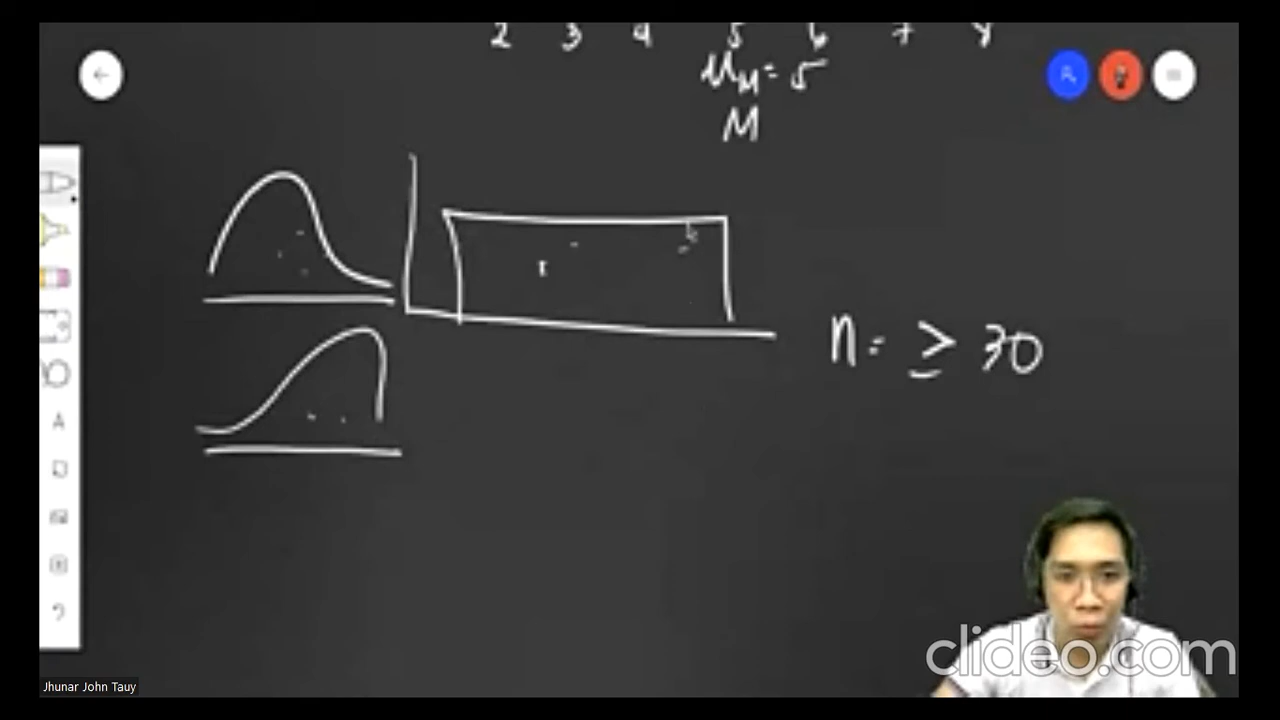 2 3 4 5 6 7 8
μM = 5
M
n = ≥ 30
A
?
clideo.com
Jhunar John Tauy